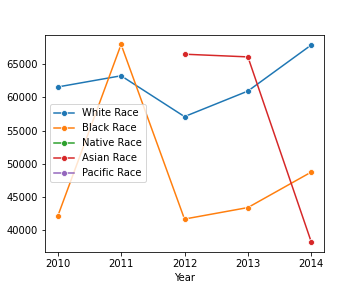 65000
60000
55000
50000
45000
40000
White Race
Black Race
Native Race
Asian Race
Pacific Race
2010 2011 2012 2013 2014
Year